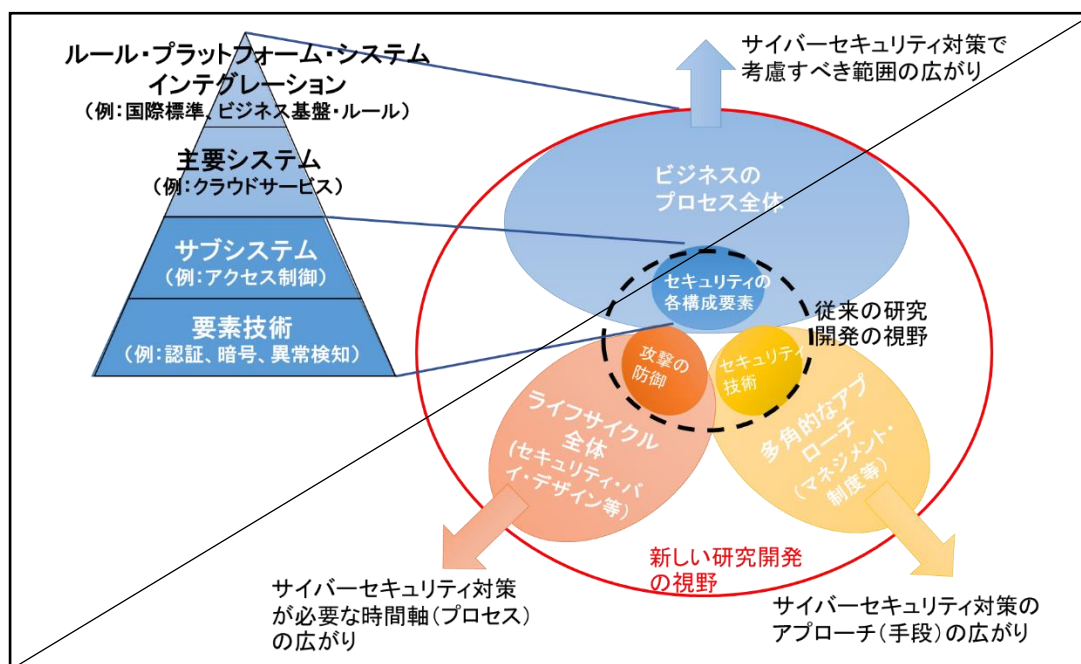 ルール・プラットフォーム・システム
インテグレーション
（例：国際標準、ビジネス基盤・ルール）
主要システム
（例：クラウドサービス）
サブシステム
（例：アクセス制御）
要素技術
（例：認証、暗号、異常検知）
サイバーセキュリティ対策で
考慮すべき範囲の広がり
ビジネスの
プロセス全体
セキュリティの
各構成要素
従来の研究
開発の視野
攻撃の
防御
セキュリティ
技術
ライフサイクル
全体
（セキュリティ・バ
イ・デザイン等）
多角的なアプ
ローチ
（マネジメント・
制度等）
新しい研究開発
の視野
サイバーセキュリティ対策
が必要な時間軸（プロセス）
の広がり
サイバーセキュリティ対策の
アプローチ（手段）の広がり